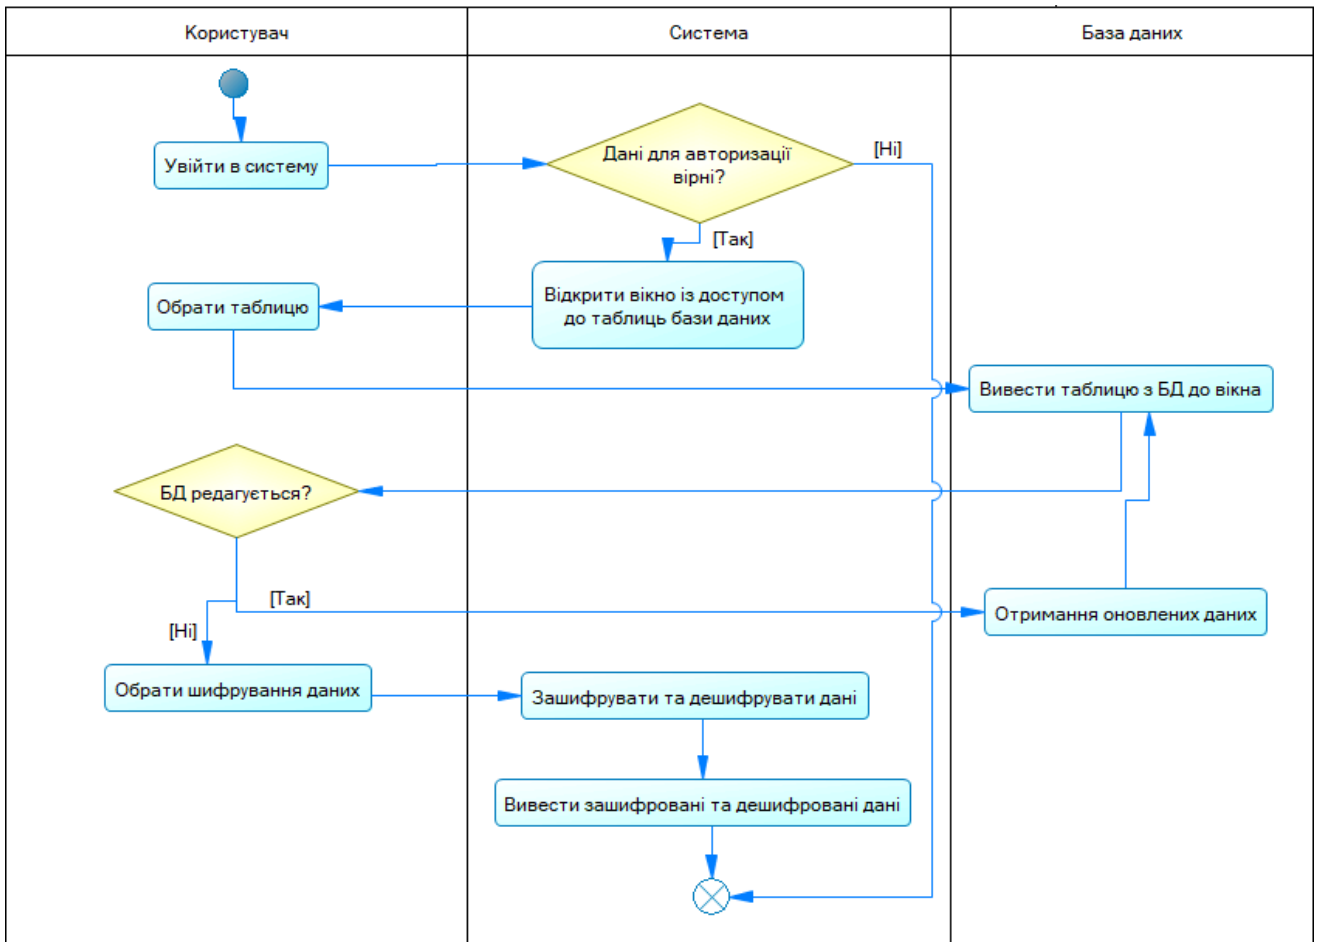 Користувач
Система
База даних
Увійти в систему
Дані для авторизації
вірні?
[Ні]
[Так]
Відкрити вікно із доступом
до таблиць бази даних
Обрати таблицю
Вивести таблицю з БД до вікна
БД редагується?
[Так]
[Ні]
Отримання оновлених даних
Обрати шифрування даних
Зашифрувати та дешифрувати дані
Вивести зашифровані та дешифровані дані